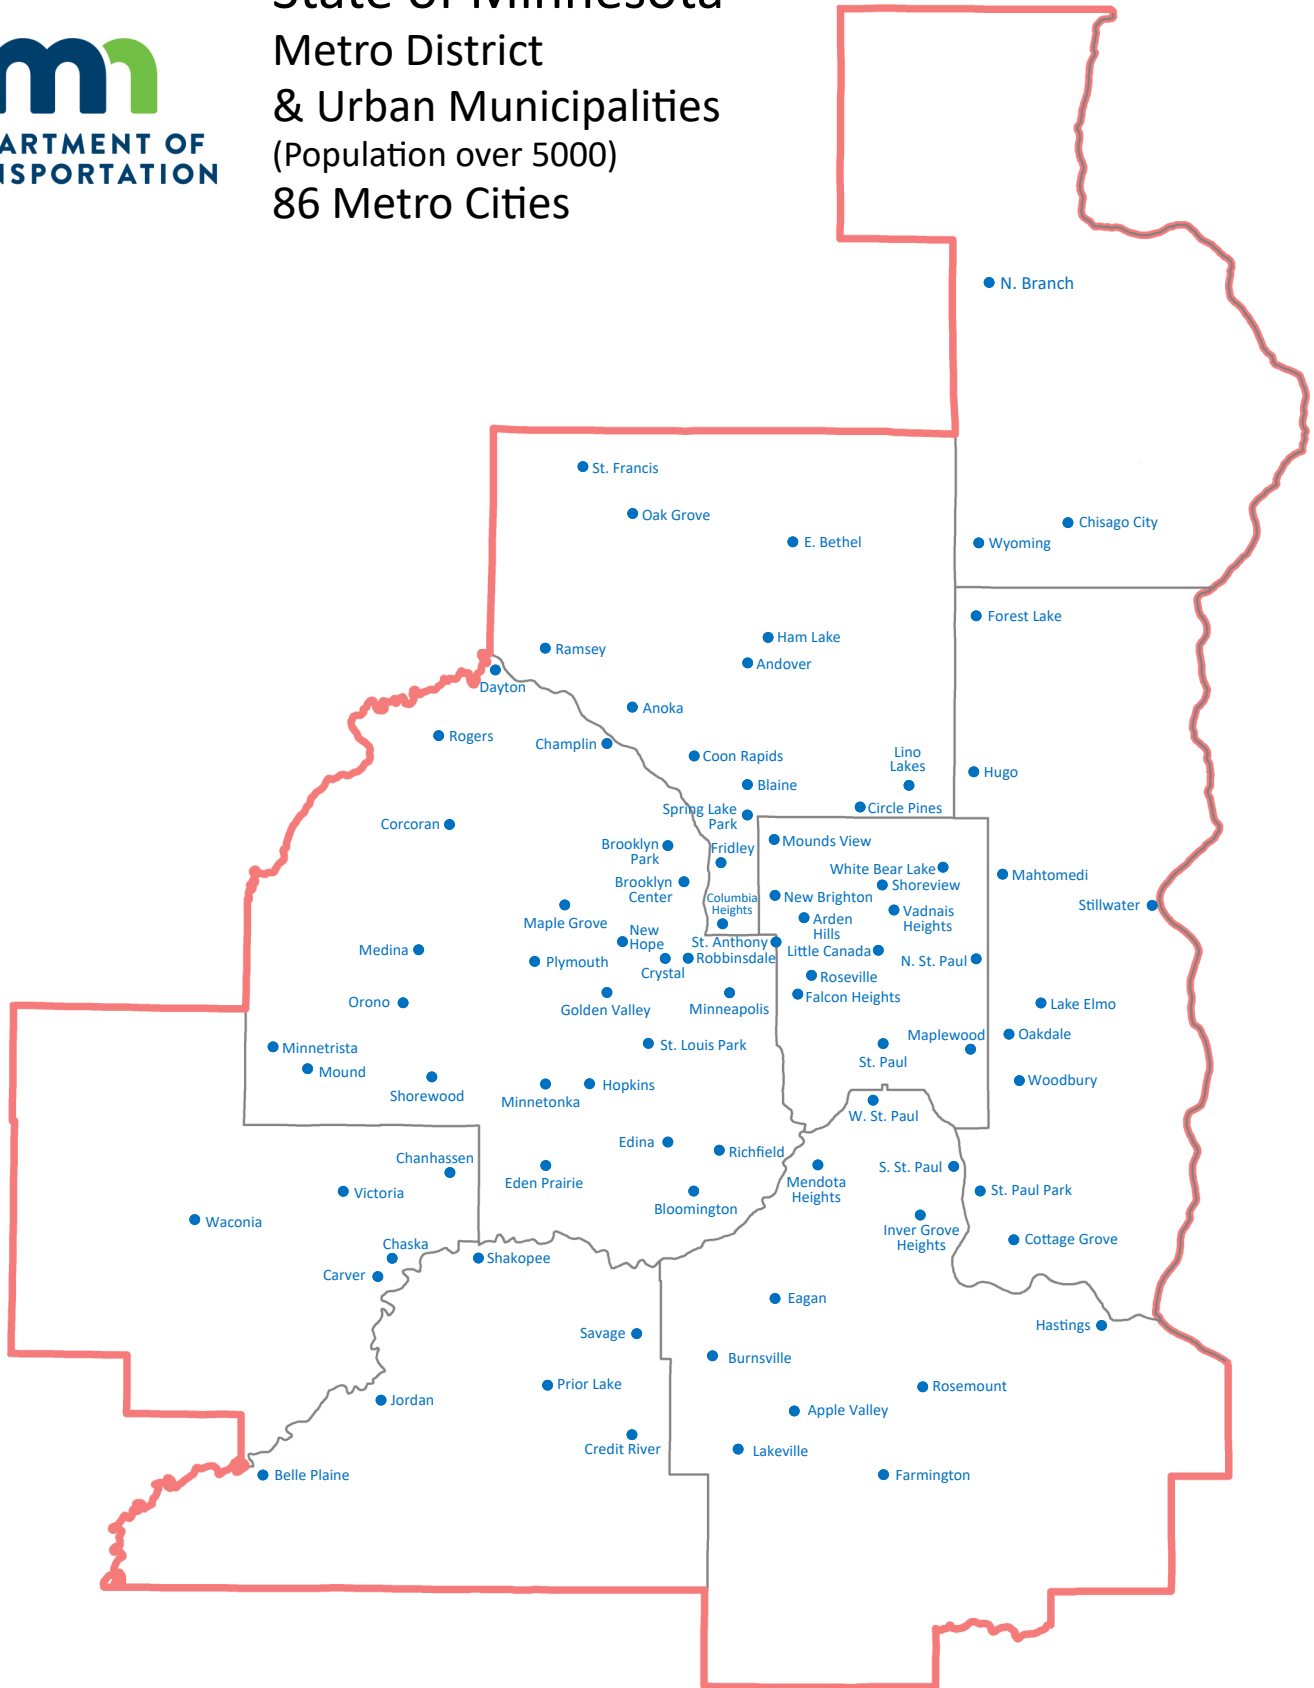 State of Minnesota
Metro District
& Urban Municipalities
(Population over 5000)
86 Metro Cities
mn
ARTMENT OF
NSPORTATION
N. Branch
St. Francis
Oak Grove
E. Bethel
Chisago City
Wyoming
Forest Lake
Ham Lake
Ramsey
Andover
Dayton
Anoka
Rogers
Champlin
Coon Rapids
Lino
Lakes
Hugo
Blaine
Circle Pines
Spring Lake
Park
Corcoran
Mounds View
Brooklyn
Park
Fridley
White Bear Lake
Mahtomedi
Shoreview
Brooklyn
Center
New Brighton
Columbia
Heights
Stillwater
Vadnais
Heights
Arden
Hills
Maple Grove
New
Hope
St. Anthony
Medina
Little Canada
Robbinsdale
Plymouth
N. St. Paul
Crystal
Roseville
Falcon Heights
Orono
Golden Valley
Minneapolis
Lake Elmo
Oakdale
Maplewood
Minnetrista
St. Louis Park
St. Paul
Mound
Woodbury
Shorewood
Hopkins
Minnetonka
W. St. Paul
Edina
Richfield
Chanhassen
S. St. Paul
Eden Prairie
Mendota
Heights
St. Paul Park
Victoria
Bloomington
Waconia
Inver Grove
Heights
Cottage Grove
Chaska
Shakopee
Carver
Eagan
Hastings
Savage
Burnsville
Prior Lake
Rosemount
Jordan
Apple Valley
Credit River
Lakeville
Belle Plaine
Farmington